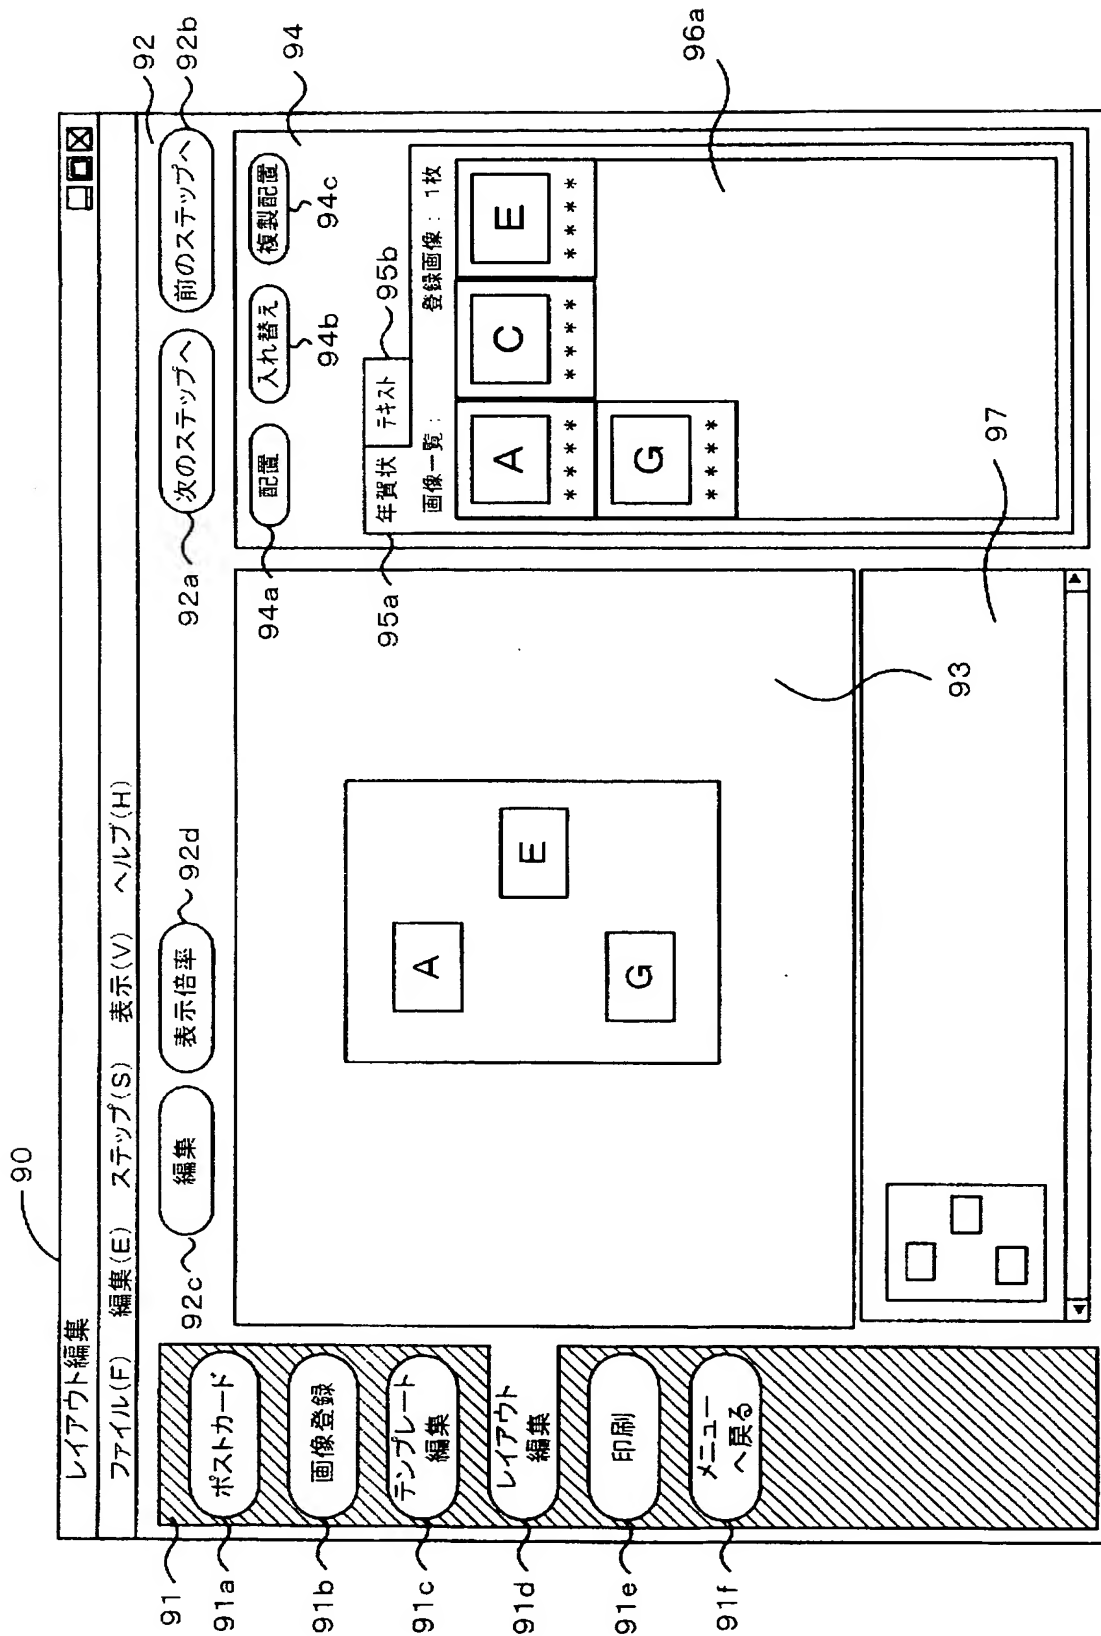 90
レイアウト編集
ファイル(F) 編集(E) ステップ(S) 表示(V) ヘルプ(H)
92
92c 編集 表示倍率 92d
92a 次のステップへ 前のステップへ 92b
91
91a ポストカード
91b 画像登録
91c テンプレート
編集
91d レイアウト
編集
91e 印刷
91f メニュー
へ戻る
A
E
G
93
94
94a 配置
入れ替え 94b
複製配置 94c
95a 年賀状 テキスト 95b
画像一覧: 登録画像:1枚
A C E
**** **** ****
G
****
96a
97